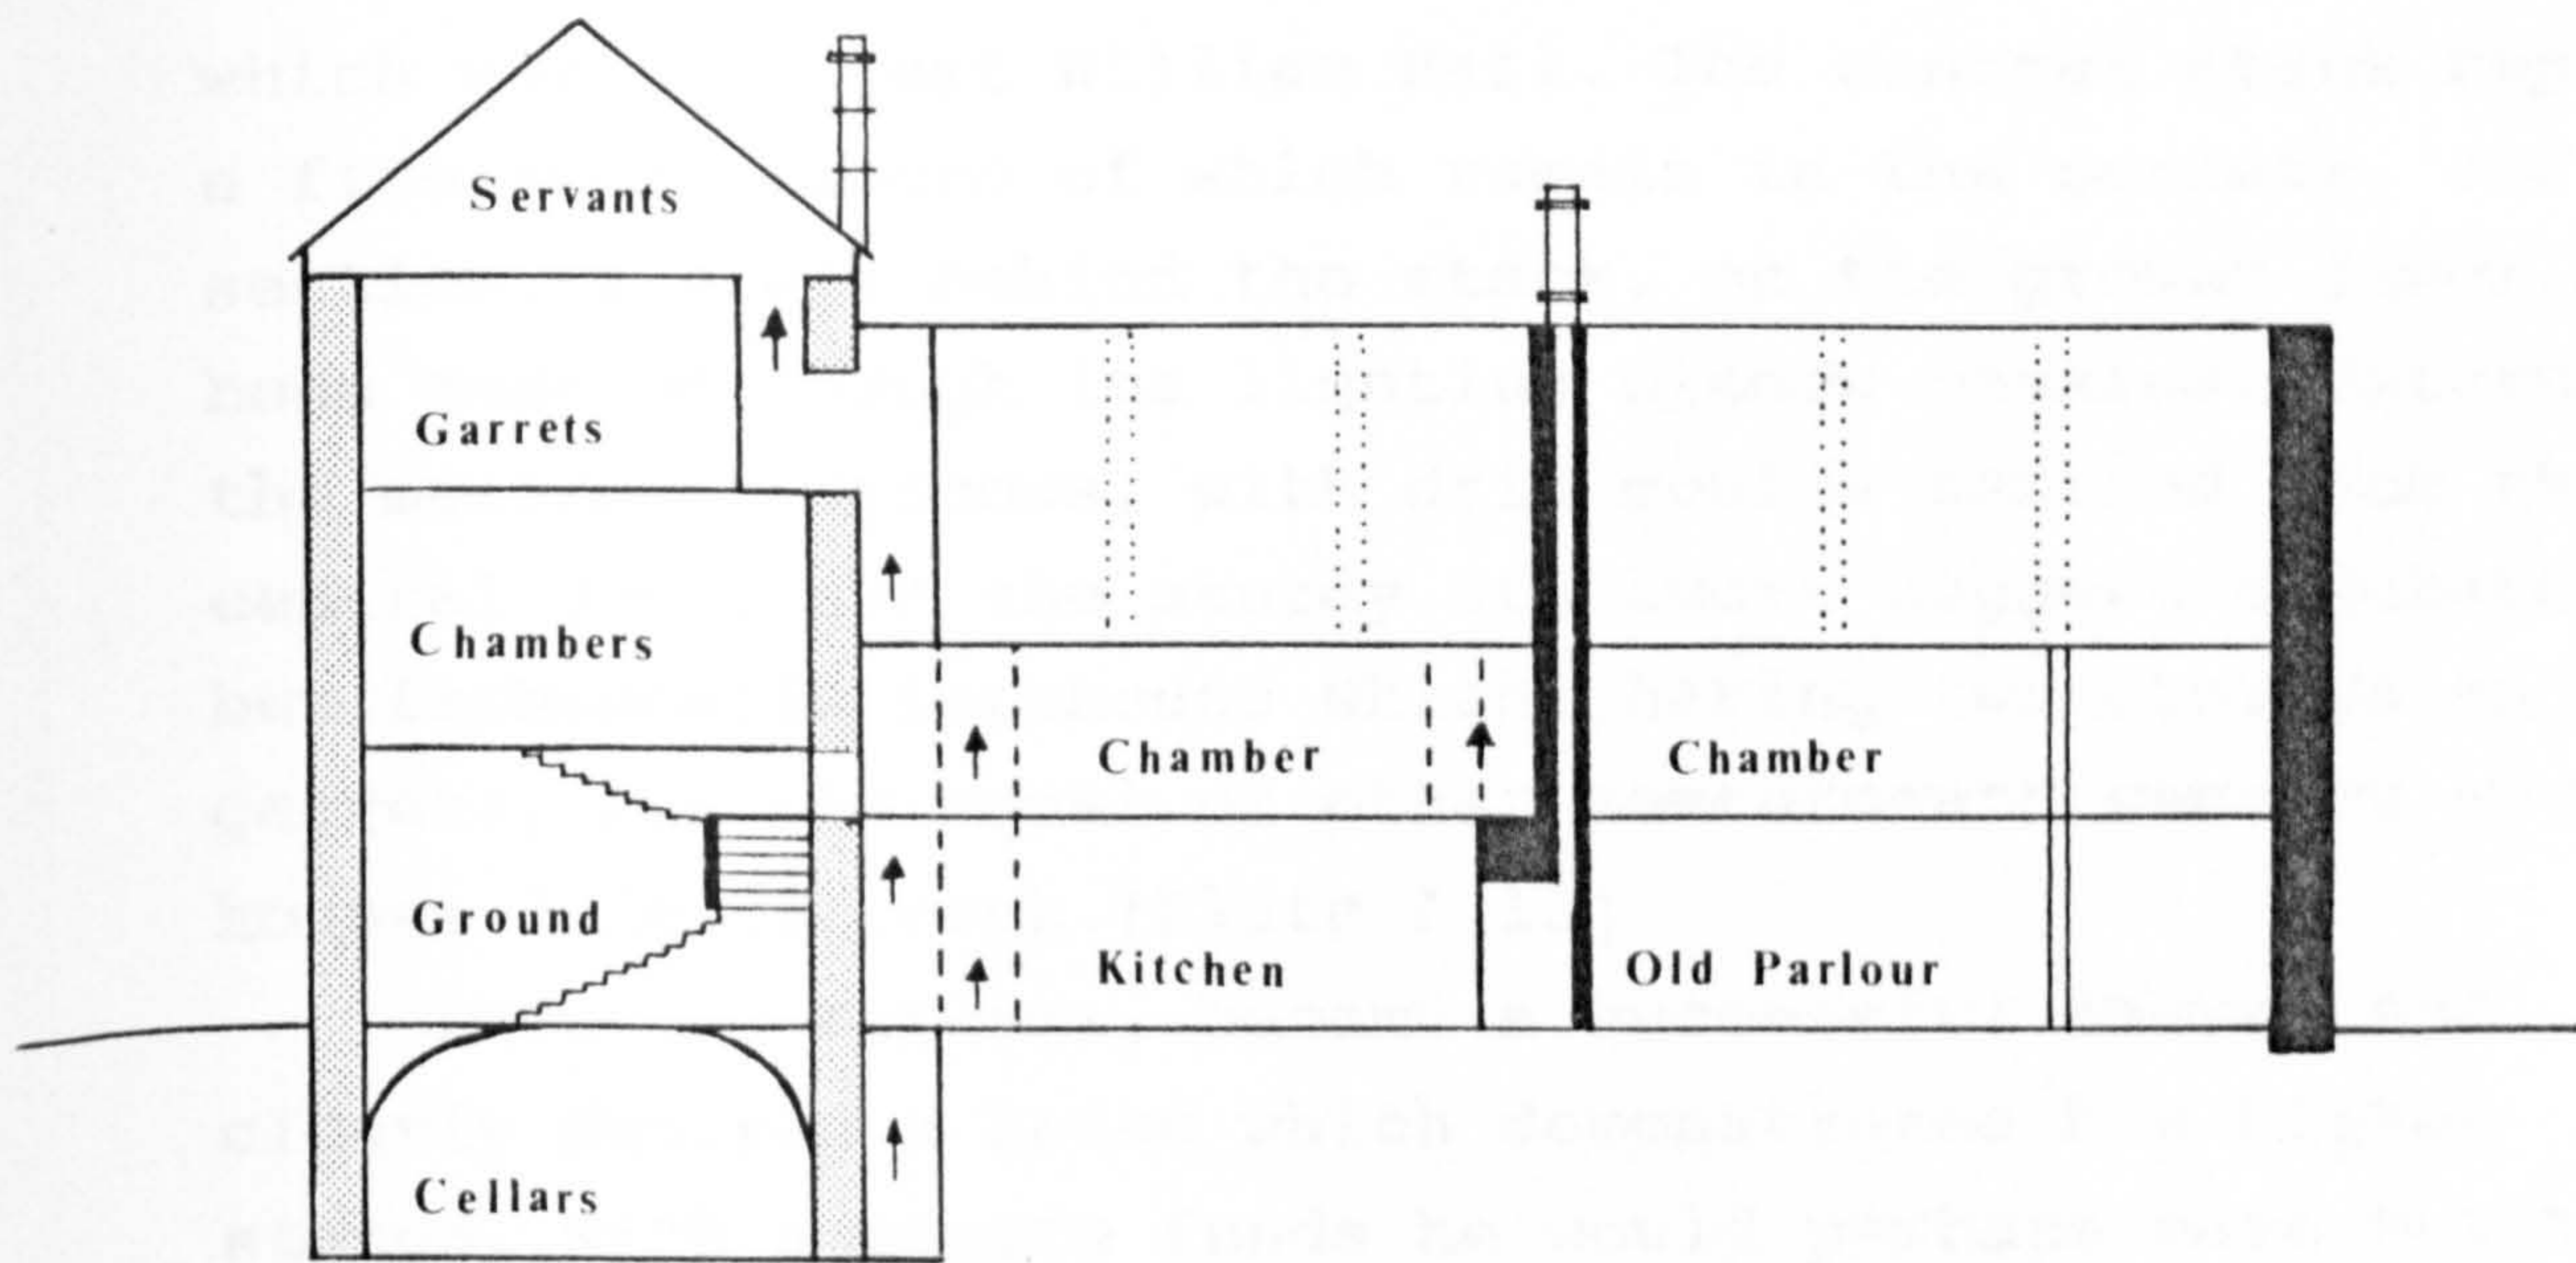 Servants
Garrets
Chambers
Chamber
Chamber
Ground
Kitchen
Old Parlour
Cellars